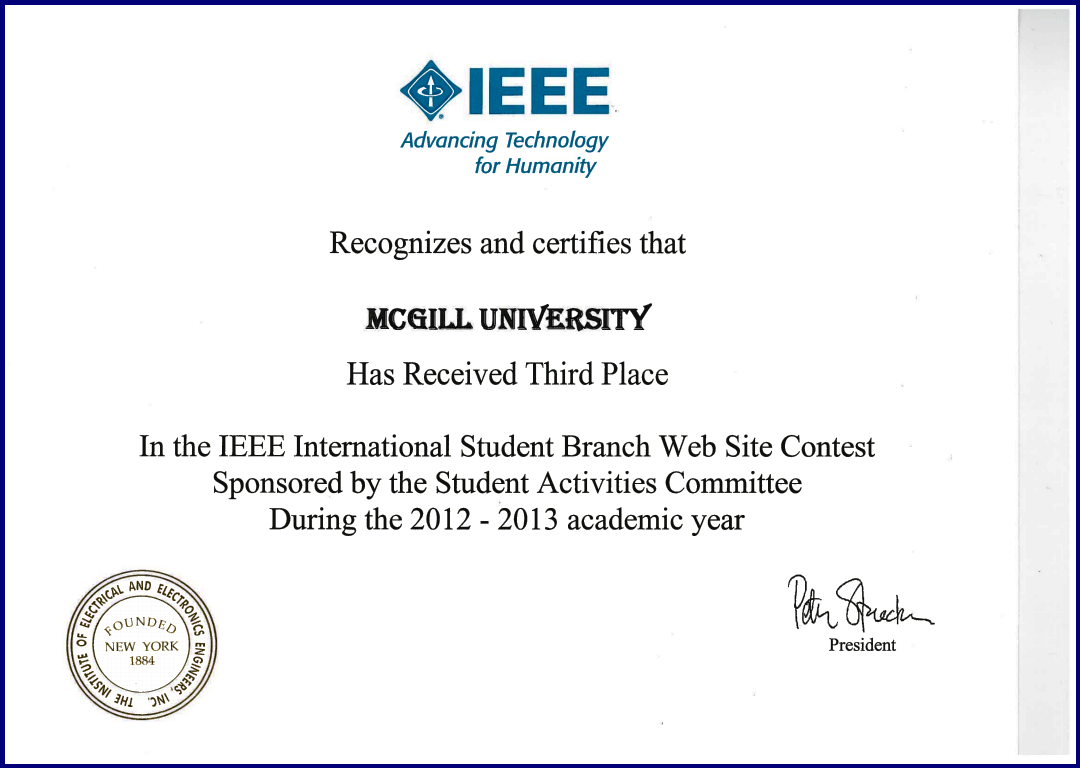 IEEE
Advancing Technology
for Humanity
Recognizes and certifies that
MCGILL UNIVERSITY
Has Received Third Place
In the IEEE International Student Branch Web Site Contest
Sponsored by the Student Activities Committee
During the 2012 - 2013 academic year
THE INSTITUTE OF ELECTRICAL AND ELECTRONICS ENGINEERS, INC.
FOUNDED
NEW YORK
1884
Peter Staecker
President